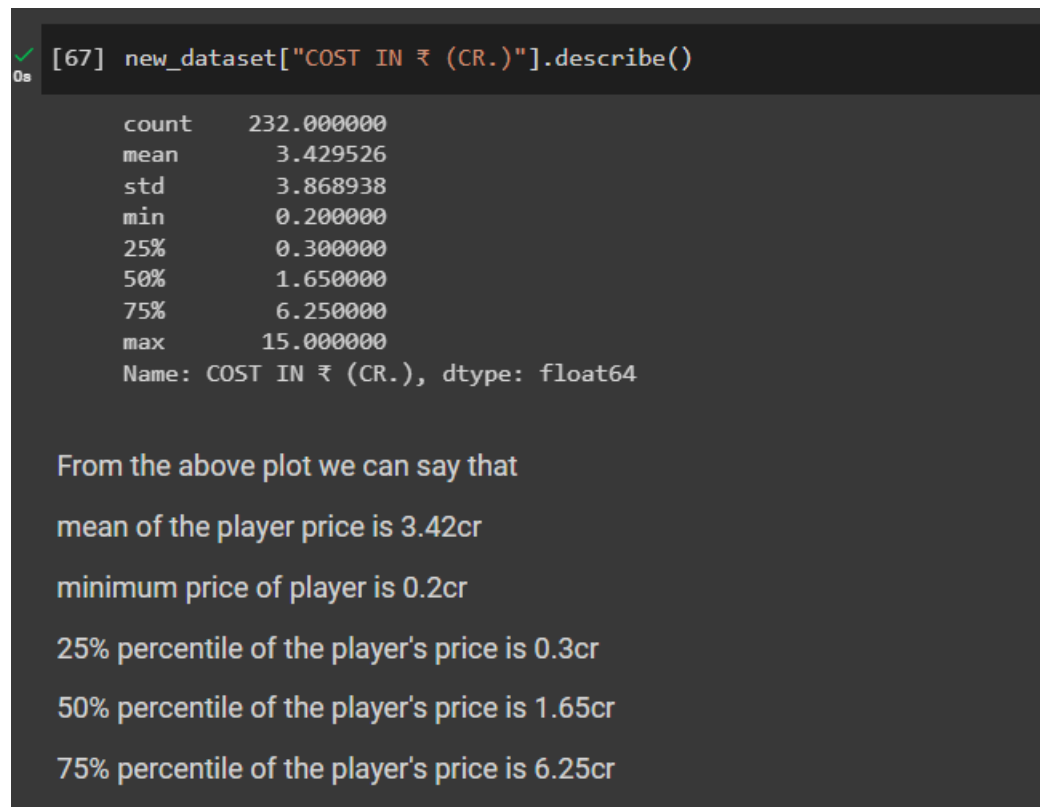 [67] new_dataset["COST IN ₹ (CR.)"].describe()
0s
count 232.000000
mean 3.429526
std 3.868938
min 0.200000
25% 0.300000
50% 1.650000
75% 6.250000
max 15.000000
Name: COST IN ₹ (CR.), dtype: float64
From the above plot we can say that
mean of the player price is 3.42cr
minimum price of player is 0.2cr
25% percentile of the player's price is 0.3cr
50% percentile of the player's price is 1.65cr
75% percentile of the player's price is 6.25cr